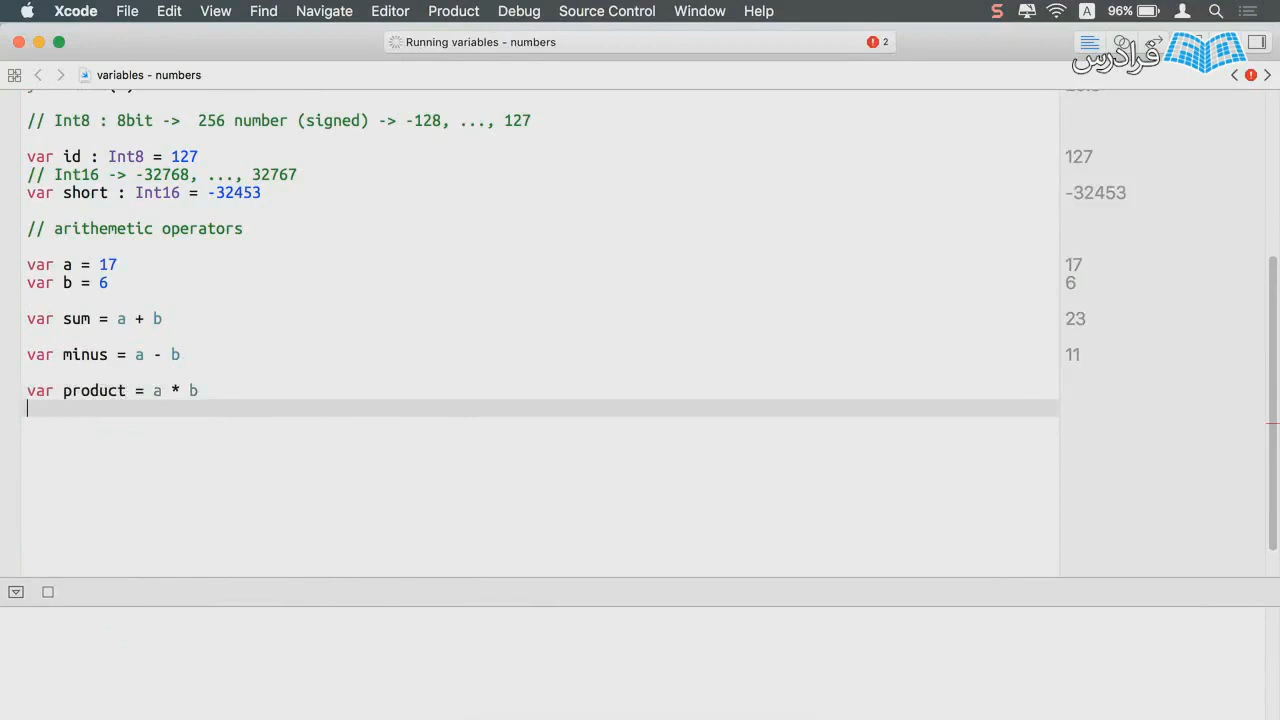 Xcode File Edit View Find Navigate Editor Product Debug Source Control Window Help S A 96%
Running variables - numbers 2
فرادرس
variables - numbers
// Int8 : 8bit -> 256 number (signed) -> -128, ..., 127
var id : Int8 = 127 127
// Int16 -> -32768, ..., 32767
var short : Int16 = -32453 -32453
// arithemetic operators
var a = 17 17
var b = 6 6
var sum = a + b 23
var minus = a - b 11
var product = a * b